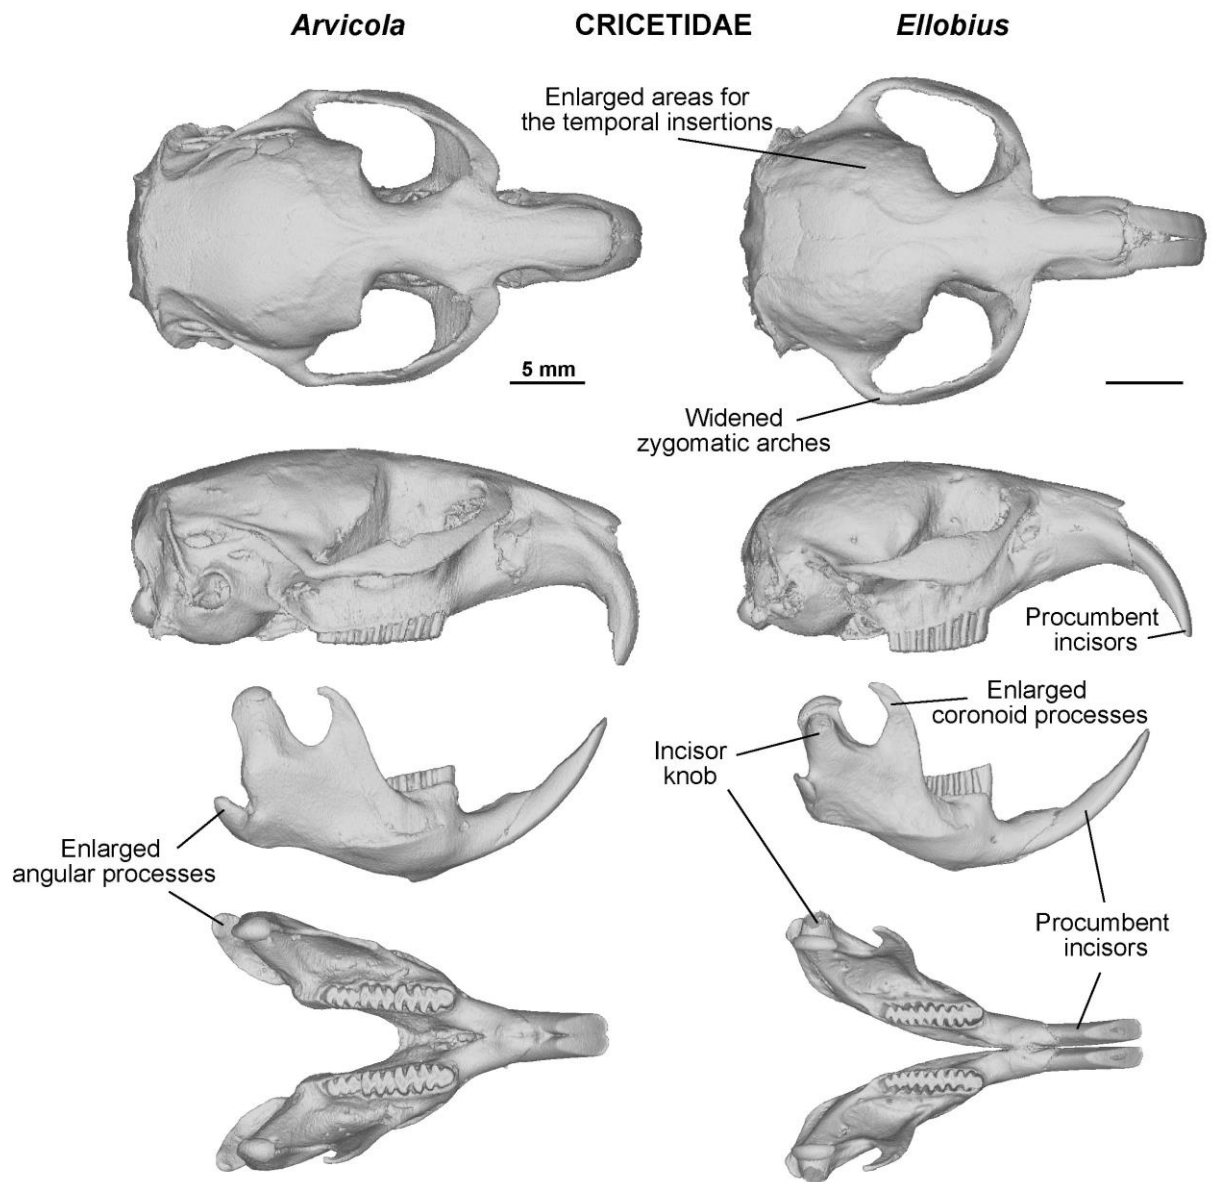 Arvicola
CRICETIDAE
Ellobius
Enlarged areas for
the temporal insertions
5 mm
Widened
zygomatic arches
Procumbent
incisors
Enlarged
coronoid processes
Incisor
knob
Enlarged
angular processes
Procumbent
incisors